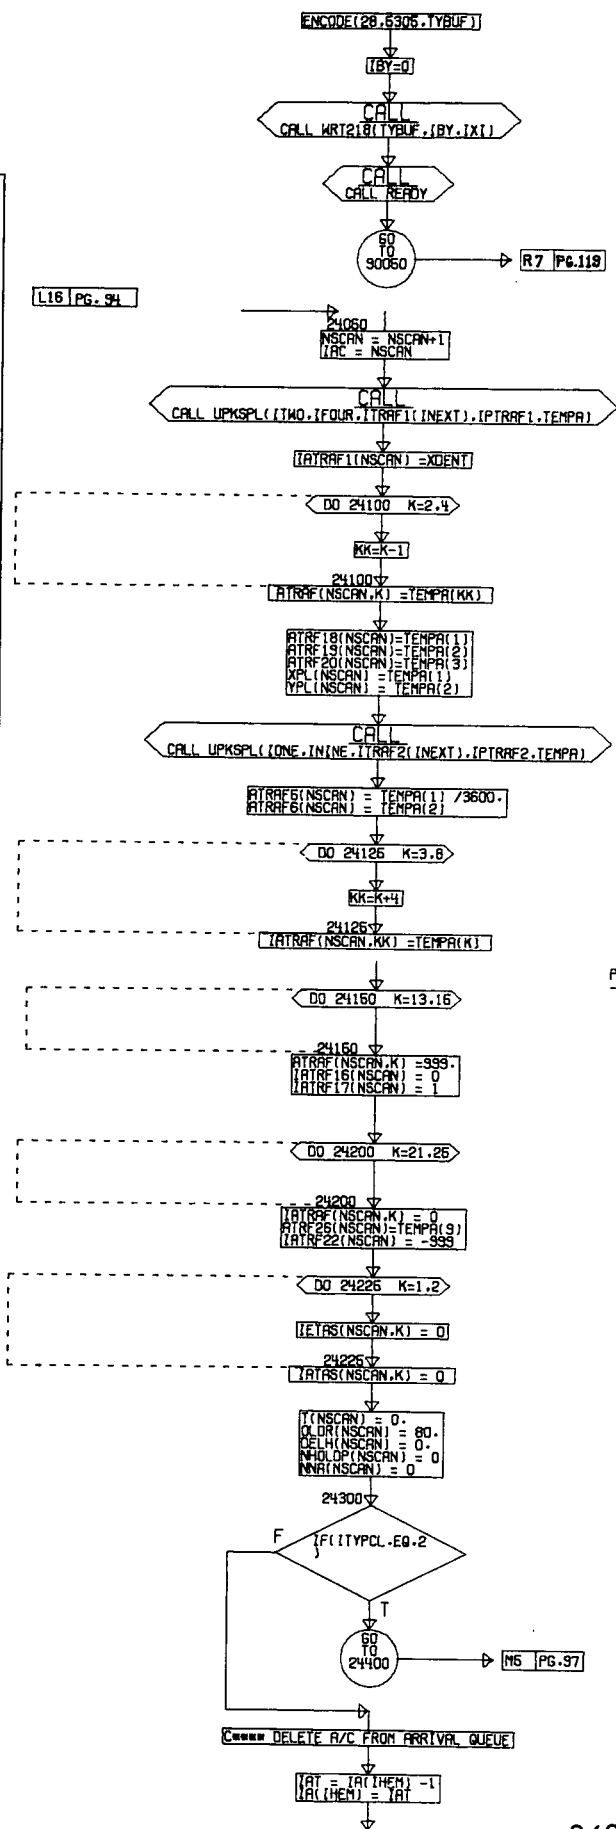 ENCODE(28,6305,TYBUF)
IBY=0
CALL
CALL WRT218(TYBUF,IBY,IXI)
CALL
CALL READY
GO
TO
90060
R7 PG.119
L16 PG. 94
24060
NSCAN = NSCAN+1
IAC = NSCAN
CALL
CALL UPKSPL(ITWO,IFOUR,ITRAF1(INEXT),IPTRAF1,TEMPA)
IATRAF1(NSCAN) =XDENT
DO 24100 K=2,4
KK=K-1
24100
ATRAF(NSCAN,K) =TEMPA(KK)
ATRF18(NSCAN)=TEMPA(1)
ATRF19(NSCAN)=TEMPA(2)
ATRF20(NSCAN)=TEMPA(3)
XPL(NSCAN) =TEMPA(1)
YPL(NSCAN) = TEMPA(2)
CALL
CALL UPKSPL(IONE,ININE,ITRAF2(INEXT),IPTRAF2,TEMPA)
ATRAF5(NSCAN) = TEMPA(1) /3600.
ATRAF6(NSCAN) = TEMPA(2)
DO 24125 K=3,8
KK=K+4
24125
IATRAF(NSCAN,KK) =TEMPA(K)
DO 24150 K=13,15
24150
ATRAF(NSCAN,K) =999.
IATRF16(NSCAN) = 0
IATRF17(NSCAN) = 1
DO 24200 K=21,25
24200
IATRAF(NSCAN,K) = 0
ATRF26(NSCAN)=TEMPA(9)
IATRF22(NSCAN) = -999
DO 24225 K=1,2
IETAS(NSCAN,K) = 0
24225
IATAS(NSCAN,K) = 0
T(NSCAN) = 0.
OLDR(NSCAN) = 80.
DELH(NSCAN) = 0.
NHOLDP(NSCAN) = 0
NNA(NSCAN) = 0
24300
F
IF(ITYPCL.EQ.2
)
T
GO
TO
24400
M5 PG.97
C**** DELETE A/C FROM ARRIVAL QUEUE
IAT = IA(IHEM) -1
IA(IHEM) = IAT